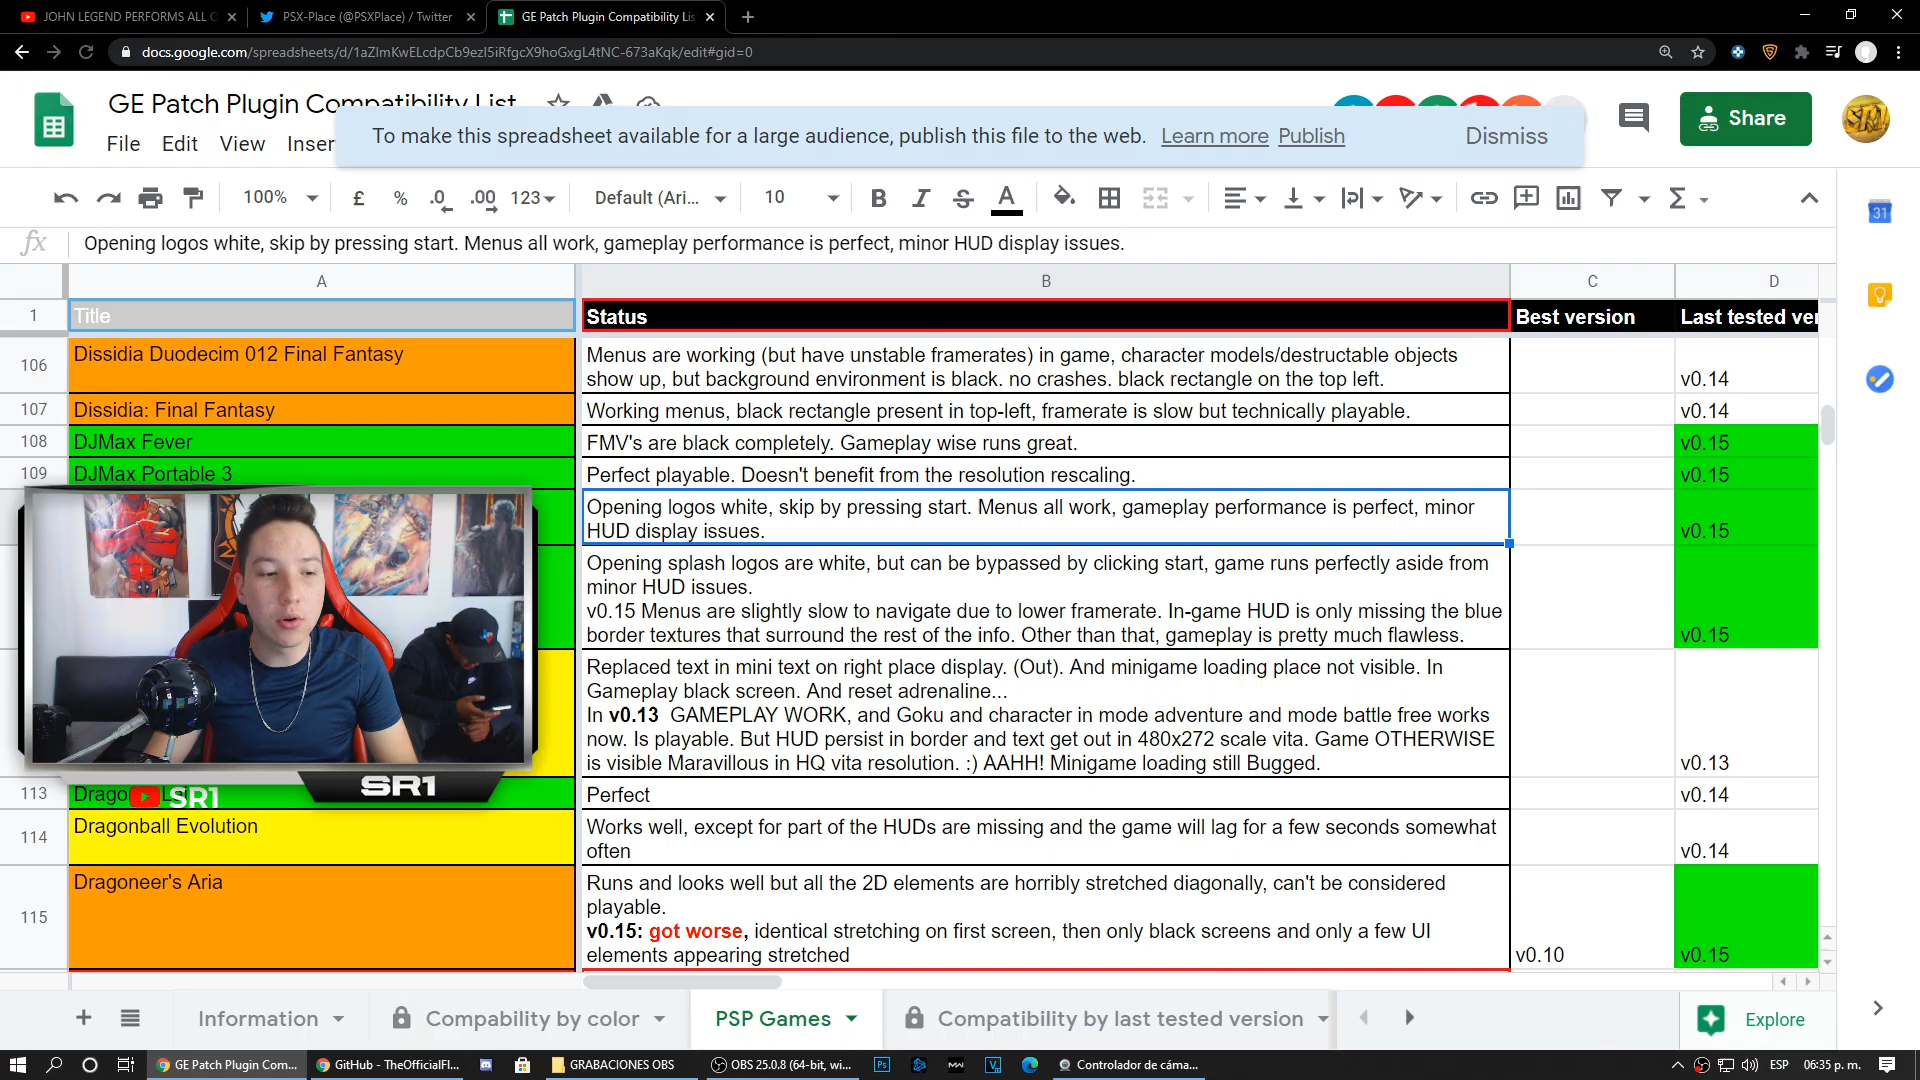 JOHN LEGEND PERFORMS ALL O
PSX-Place (@PSXPlace) / Twitter
GE Patch Plugin Compatibility Lis
docs.google.com/spreadsheets/d/1aZImKwELcdpCb9ezI5iRfgcX9hoGxgL4tNC-673aKqk/edit#gid=0
GE Patch Plugin Compatibility List
File Edit View Inser
To make this spreadsheet available for a large audience, publish this file to the web. Learn more Publish Dismiss
Share
100% £ % .0 .00 123 Default (Ari... 10 B I S A
fx Opening logos white, skip by pressing start. Menus all work, gameplay performance is perfect, minor HUD display issues.
A B C D
1 Title Status Best version Last tested ver
106 Dissidia Duodecim 012 Final Fantasy Menus are working (but have unstable framerates) in game, character models/destructable objects
show up, but background environment is black. no crashes. black rectangle on the top left. v0.14
107 Dissidia: Final Fantasy Working menus, black rectangle present in top-left, framerate is slow but technically playable. v0.14
108 DJMax Fever FMV's are black completely. Gameplay wise runs great. v0.15
109 DJMax Portable 3 Perfect playable. Doesn't benefit from the resolution rescaling. v0.15
Opening logos white, skip by pressing start. Menus all work, gameplay performance is perfect, minor
HUD display issues. v0.15
Opening splash logos are white, but can be bypassed by clicking start, game runs perfectly aside from
minor HUD issues.
v0.15 Menus are slightly slow to navigate due to lower framerate. In-game HUD is only missing the blue
border textures that surround the rest of the info. Other than that, gameplay is pretty much flawless. v0.15
Replaced text in mini text on right place display. (Out). And minigame loading place not visible. In
Gameplay black screen. And reset adrenaline...
In v0.13 GAMEPLAY WORK, and Goku and character in mode adventure and mode battle free works
now. Is playable. But HUD persist in border and text get out in 480x272 scale vita. Game OTHERWISE
is visible Maravillous in HQ vita resolution. :) AAHH! Minigame loading still Bugged. v0.13
113 Drago Perfect v0.14
SR1
SR1
114 Dragonball Evolution Works well, except for part of the HUDs are missing and the game will lag for a few seconds somewhat
often v0.14
115 Dragoneer's Aria Runs and looks well but all the 2D elements are horribly stretched diagonally, can't be considered
playable.
v0.15: got worse, identical stretching on first screen, then only black screens and only a few UI
elements appearing stretched v0.10 v0.15
Information Compability by color PSP Games Compatibility by last tested version Explore
GE Patch Plugin Com... GitHub - TheOfficialFl... GRABACIONES OBS OBS 25.0.8 (64-bit, wi... Ps Controlador de cáma... ESP 06:35 p. m.